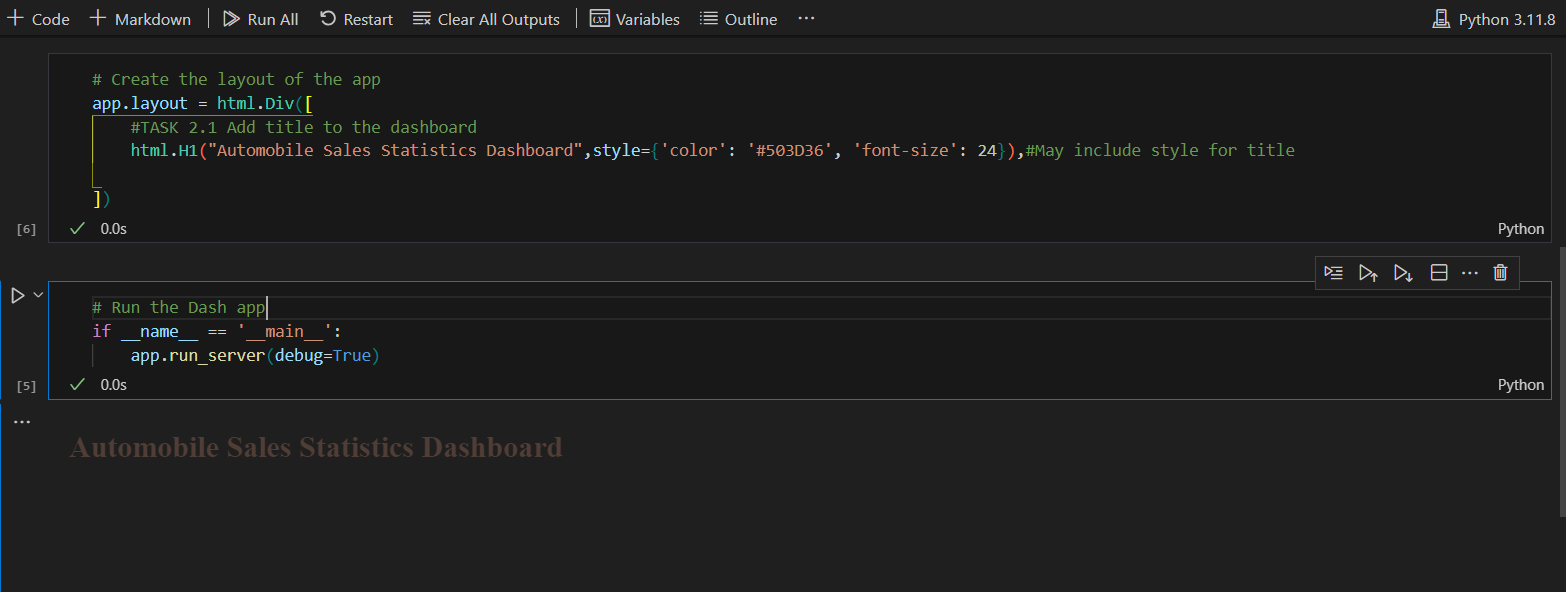 Code Markdown Run All Restart Clear All Outputs Variables Outline ... Python 3.11.8
# Create the layout of the app
app.layout = html.Div([
#TASK 2.1 Add title to the dashboard
html.H1("Automobile Sales Statistics Dashboard",style={'color': '#503D36', 'font-size': 24}),#May include style for title
])
[6] 0.0s Python
# Run the Dash app
if __name__ == '__main__':
app.run_server(debug=True)
[5] 0.0s Python
...
Automobile Sales Statistics Dashboard